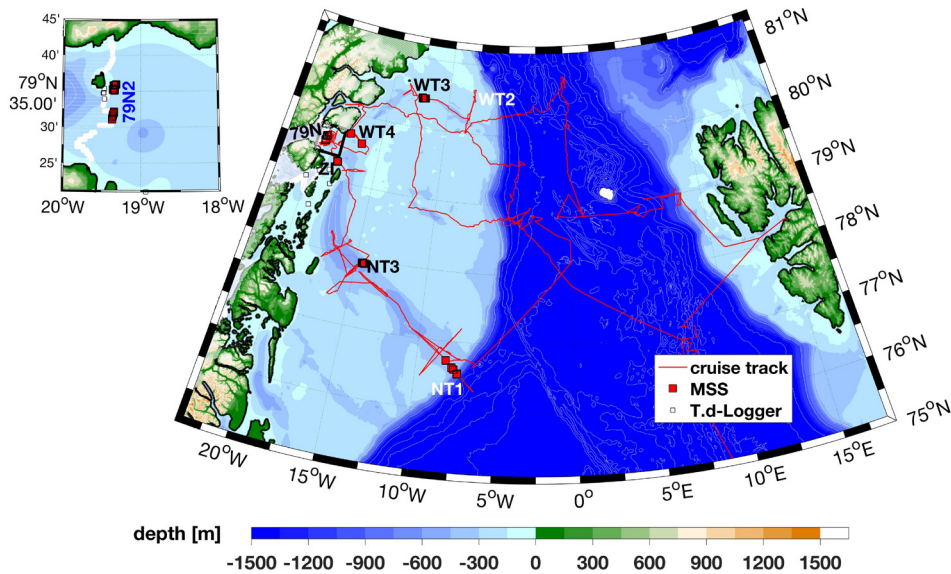 45'
40'
79°N
35.00'
30'
25'
20°W
19°W
18°W
79N2
81°N
80°N
79°N
78°N
77°N
76°N
75°N
WT3
WT2
79N
WT4
ZI
NT3
NT1
cruise track
MSS
T.d-Logger
20°W
15°W
10°W
5°W
0°
5°E
10°E
15°E
depth [m]
-1500 -1200 -900 -600 -300 0 300 600 900 1200 1500